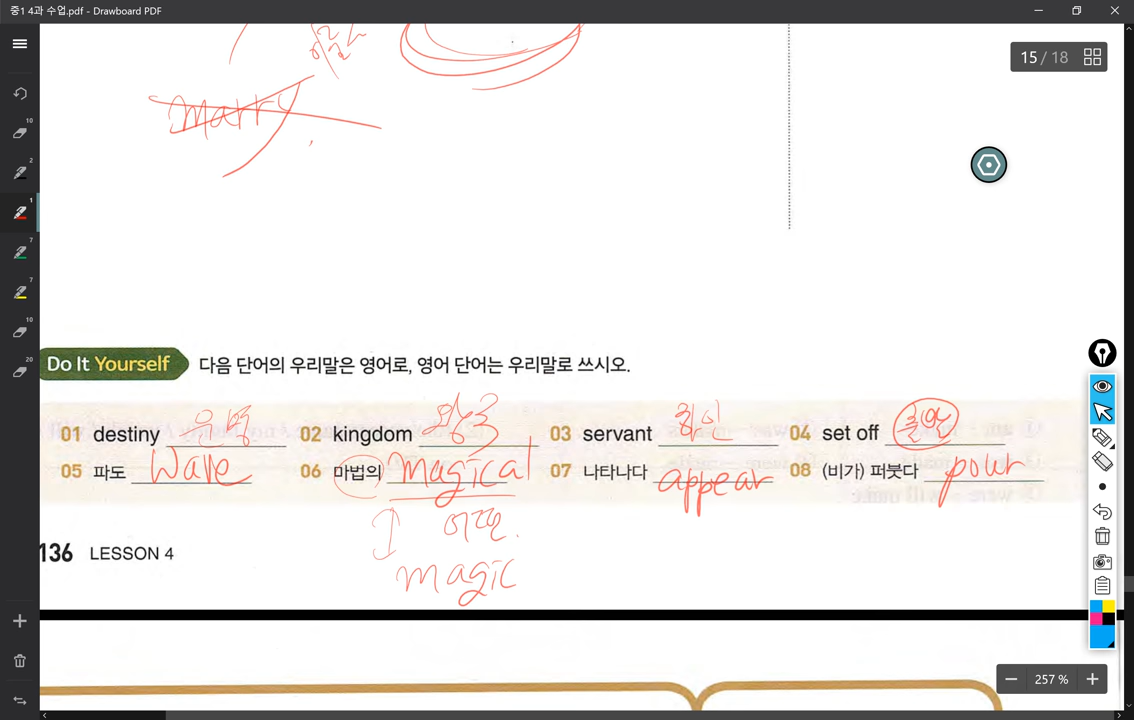 중1 4과 수업.pdf - Drawboard PDF
15 / 18
marry
Do It Yourself 다음 단어의 우리말은 영어로, 영어 단어는 우리말로 쓰시오.
01 destiny 운명 02 kingdom 왕국 03 servant 하인 04 set off 출발
05 파도 Wave 06 마법의 magical 07 나타나다 appear 08 (비가) 퍼붓다 pour
magic
136 LESSON 4
257 %